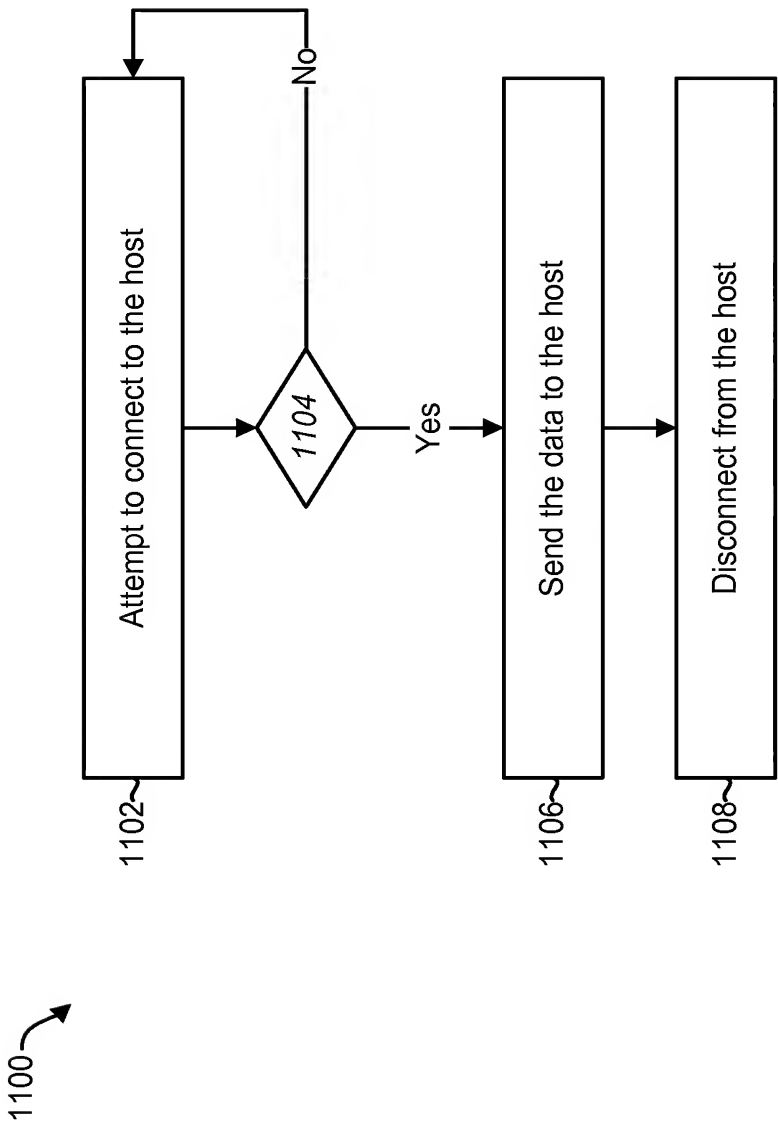 1100
1102
Attempt to connect to the host
1104
No
Yes
1106
Send the data to the host
1108
Disconnect from the host